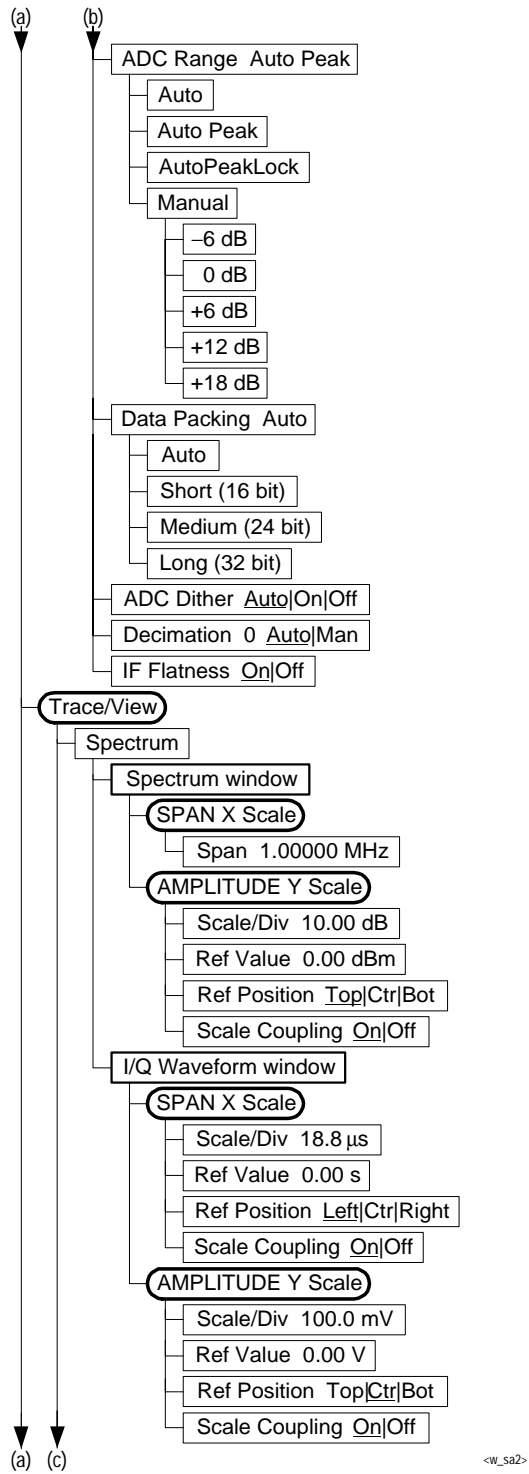 (a) (b)
ADC Range Auto Peak
Auto
Auto Peak
AutoPeakLock
Manual
−6 dB
0 dB
+6 dB
+12 dB
+18 dB
Data Packing Auto
Auto
Short (16 bit)
Medium (24 bit)
Long (32 bit)
ADC Dither Auto|On|Off
Decimation 0 Auto|Man
IF Flatness On|Off
Trace/View
Spectrum
Spectrum window
SPAN X Scale
Span 1.00000 MHz
AMPLITUDE Y Scale
Scale/Div 10.00 dB
Ref Value 0.00 dBm
Ref Position Top|Ctr|Bot
Scale Coupling On|Off
I/Q Waveform window
SPAN X Scale
Scale/Div 18.8 µs
Ref Value 0.00 s
Ref Position Left|Ctr|Right
Scale Coupling On|Off
AMPLITUDE Y Scale
Scale/Div 100.0 mV
Ref Value 0.00 V
Ref Position Top|Ctr|Bot
Scale Coupling On|Off
(a) (c)
<w_sa2>